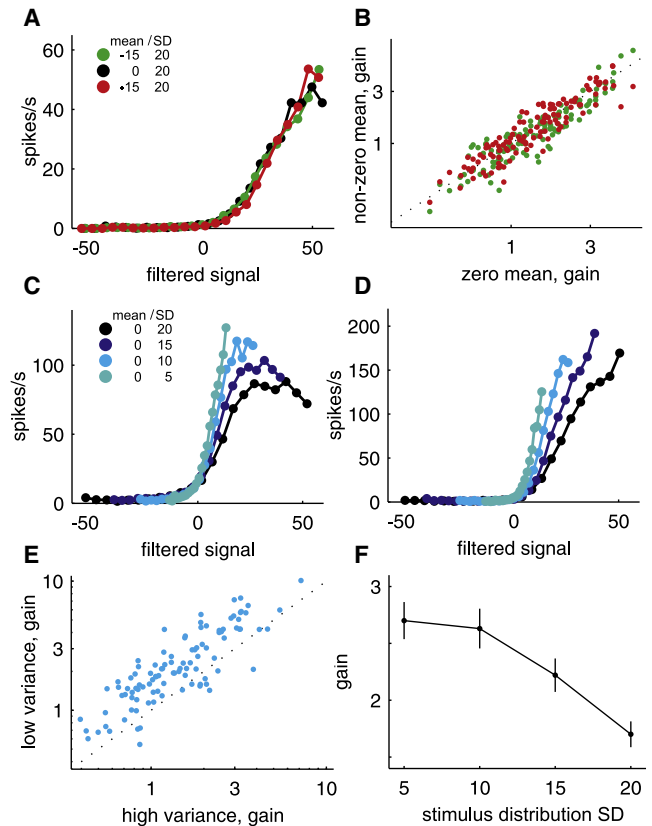 A
mean/SD
-15 20
0 20
-15 20
60
40
20
0
spikes/s
-50 0 50
filtered signal
B
non-zero mean, gain
3
1
1 3
zero mean, gain
C
mean/SD
0 20
0 15
0 10
0 5
100
50
0
spikes/s
-50 0 50
filtered signal
D
200
150
100
50
0
spikes/s
-50 0 50
filtered signal
E
10
3
1
low variance, gain
1 3 10
high variance, gain
F
3
2
gain
5 10 15 20
stimulus distribution SD